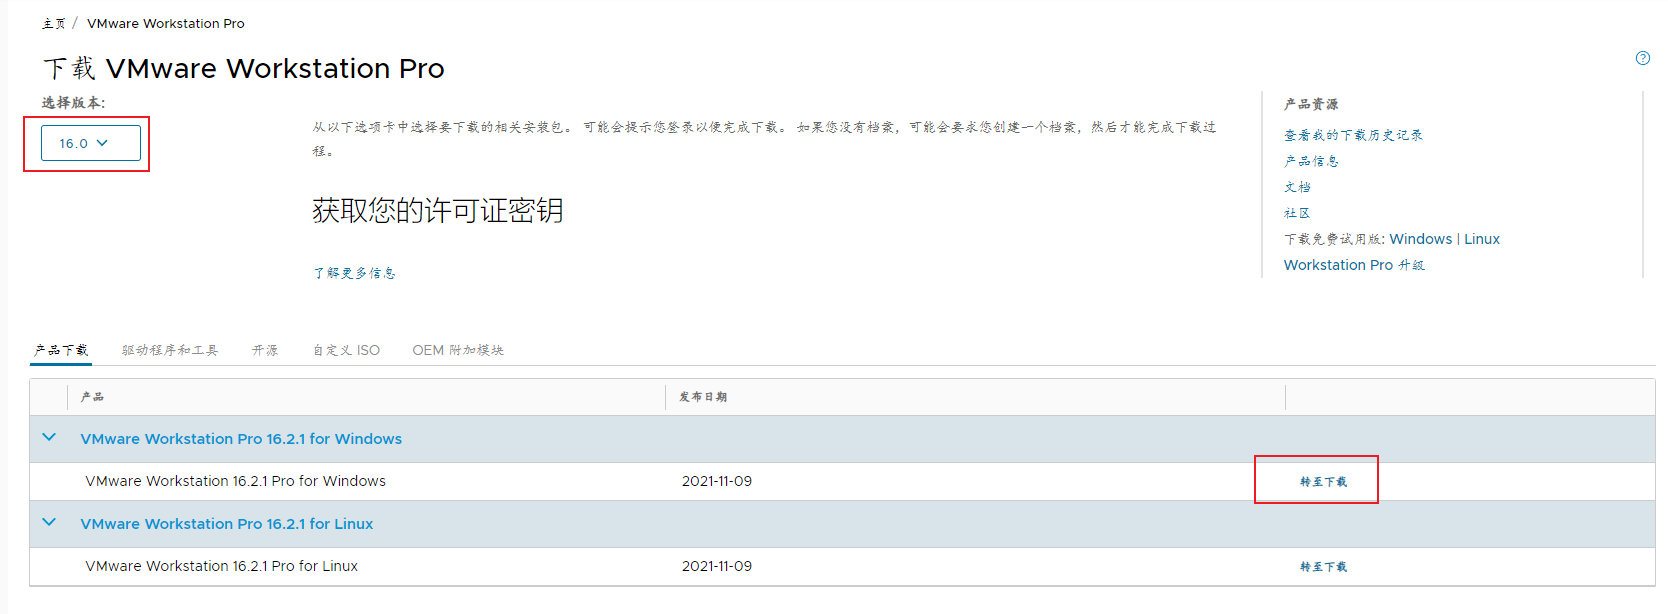 主页 / VMware Workstation Pro
下载 VMware Workstation Pro
选择版本:
16.0
从以下选项卡中选择要下载的相关安装包。 可能会提示您登录以便完成下载。 如果您没有档案，可能会要求您创建一个档案，然后才能完成下载过
程。
获取您的许可证密钥
了解更多信息
产品资源
查看我的下载历史记录
产品信息
文档
社区
下载免费试用版: Windows | Linux
Workstation Pro 升级
产品下载 驱动程序和工具 开源 自定义 ISO OEM 附加模块
产品 发布日期
VMware Workstation Pro 16.2.1 for Windows
VMware Workstation 16.2.1 Pro for Windows 2021-11-09 转至下载
VMware Workstation Pro 16.2.1 for Linux
VMware Workstation 16.2.1 Pro for Linux 2021-11-09 转至下载